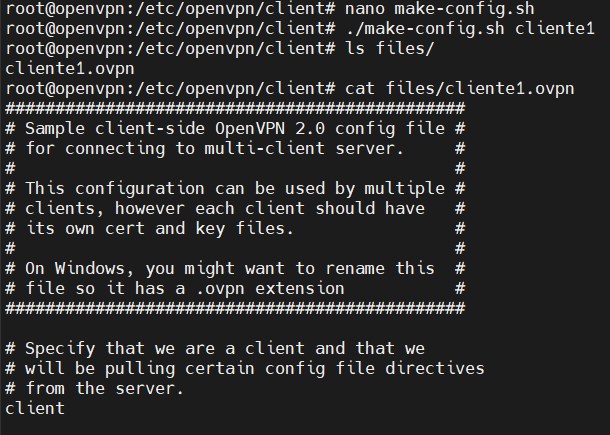 root@openvpn:/etc/openvpn/client# nano make-config.sh
root@openvpn:/etc/openvpn/client# ./make-config.sh cliente1
root@openvpn:/etc/openvpn/client# ls files/
cliente1.ovpn
root@openvpn:/etc/openvpn/client# cat files/cliente1.ovpn
##############################################
# Sample client-side OpenVPN 2.0 config file #
# for connecting to multi-client server.     #
#                                            #
# This configuration can be used by multiple #
# clients, however each client should have   #
# its own cert and key files.                #
#                                            #
# On Windows, you might want to rename this  #
# file so it has a .ovpn extension           #
##############################################

# Specify that we are a client and that we
# will be pulling certain config file directives
# from the server.
client